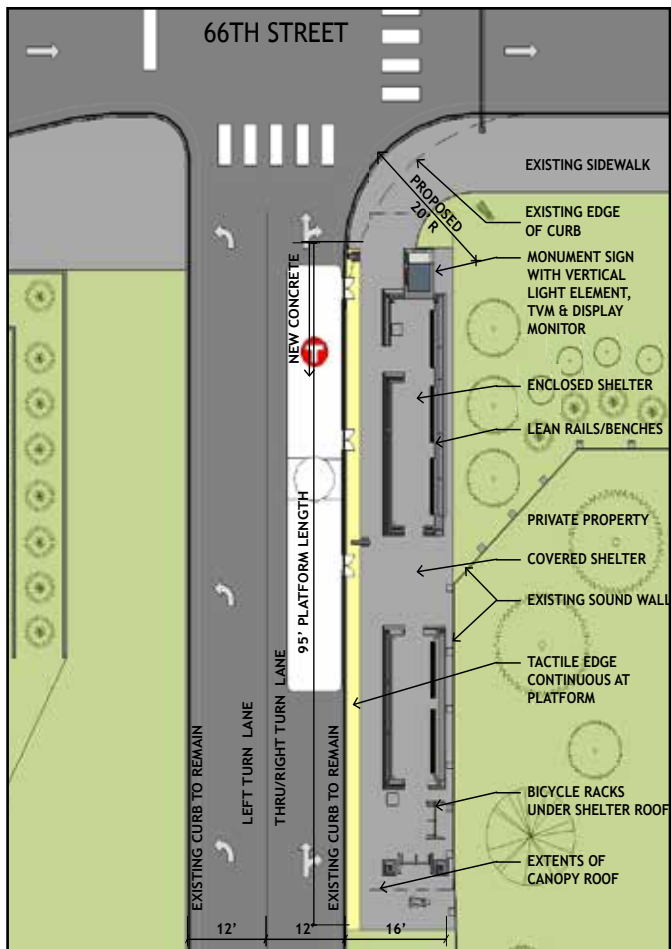 66TH STREET
EXISTING SIDEWALK
PROPOSED
20' R
EXISTING EDGE
OF CURB
MONUMENT SIGN
WITH VERTICAL
LIGHT ELEMENT,
TVM & DISPLAY
MONITOR
NEW CONCRETE
T
ENCLOSED SHELTER
LEAN RAILS/BENCHES
PRIVATE PROPERTY
COVERED SHELTER
EXISTING SOUND WALL
95' PLATFORM LENGTH
TACTILE EDGE
CONTINUOUS AT
PLATFORM
EXISTING CURB TO REMAIN
LEFT TURN LANE
THRU/RIGHT TURN LANE
EXISTING CURB TO REMAIN
BICYCLE RACKS
UNDER SHELTER ROOF
EXTENTS OF
CANOPY ROOF
12'
12'
16'